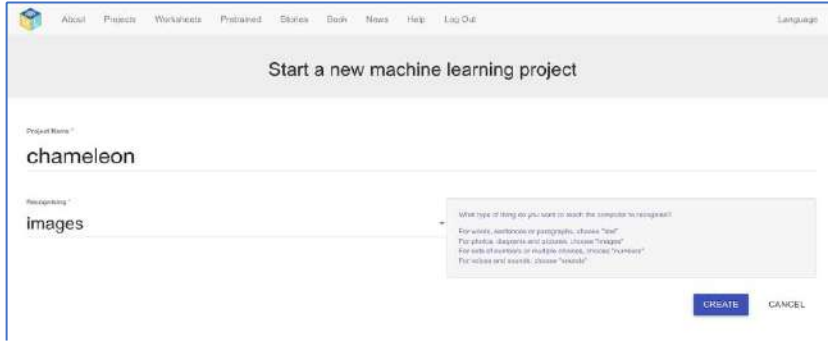 About Projects Worksheets Pretrained Stories Book News Help Log Out Language
Start a new machine learning project
Project Name *
chameleon
Recognising *
images
What type of thing do you want to teach the computer to recognise?
For words, sentences or paragraphs, choose "text"
For photos, diagrams and pictures, choose "images"
For sets of numbers or multiple choices, choose "numbers"
For voices and sounds, choose "sounds"
CREATE CANCEL